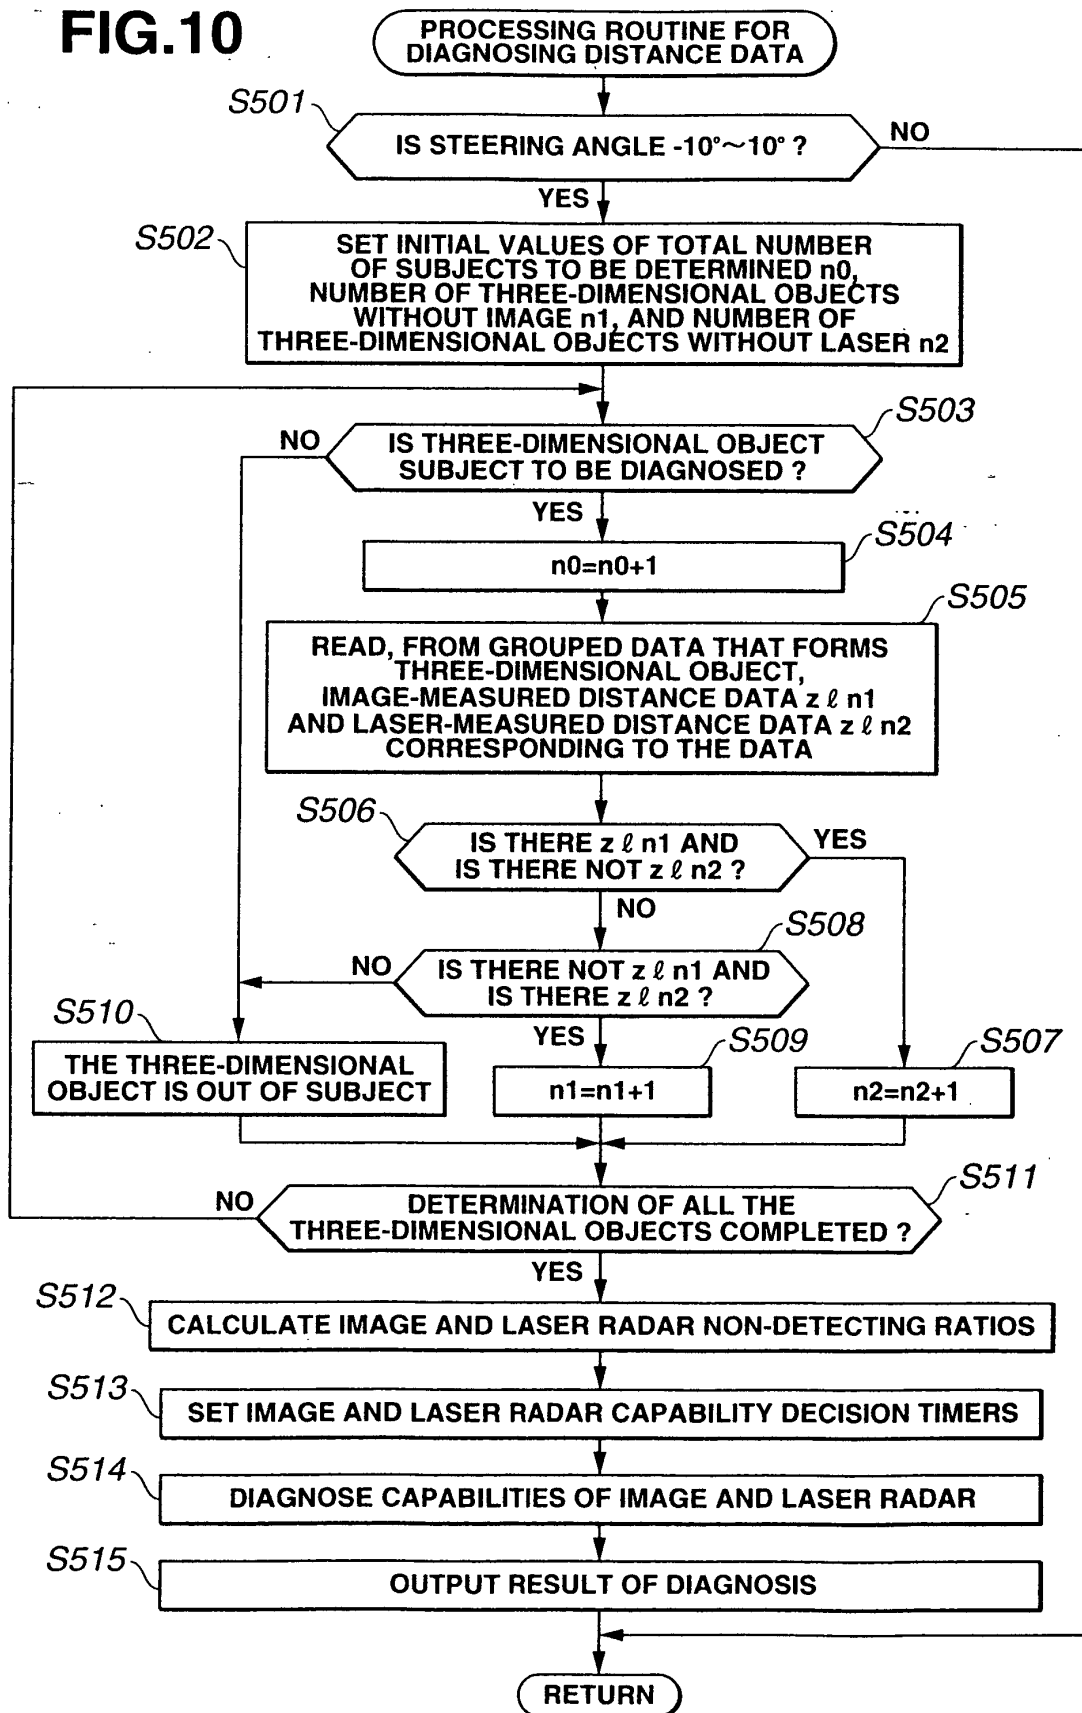 FIG.10
PROCESSING ROUTINE FOR
DIAGNOSING DISTANCE DATA
S501
IS STEERING ANGLE -10°~10° ?
NO
YES
S502
SET INITIAL VALUES OF TOTAL NUMBER
OF SUBJECTS TO BE DETERMINED n0,
NUMBER OF THREE-DIMENSIONAL OBJECTS
WITHOUT IMAGE n1, AND NUMBER OF
THREE-DIMENSIONAL OBJECTS WITHOUT LASER n2
S503
NO
IS THREE-DIMENSIONAL OBJECT
SUBJECT TO BE DIAGNOSED ?
YES
S504
n0=n0+1
S505
READ, FROM GROUPED DATA THAT FORMS
THREE-DIMENSIONAL OBJECT,
IMAGE-MEASURED DISTANCE DATA z ℓ n1
AND LASER-MEASURED DISTANCE DATA z ℓ n2
CORRESPONDING TO THE DATA
S506
IS THERE z ℓ n1 AND
IS THERE NOT z ℓ n2 ?
YES
NO
S508
NO
IS THERE NOT z ℓ n1 AND
IS THERE z ℓ n2 ?
YES
S510
THE THREE-DIMENSIONAL
OBJECT IS OUT OF SUBJECT
S509
n1=n1+1
S507
n2=n2+1
S511
NO
DETERMINATION OF ALL THE
THREE-DIMENSIONAL OBJECTS COMPLETED ?
YES
S512
CALCULATE IMAGE AND LASER RADAR NON-DETECTING RATIOS
S513
SET IMAGE AND LASER RADAR CAPABILITY DECISION TIMERS
S514
DIAGNOSE CAPABILITIES OF IMAGE AND LASER RADAR
S515
OUTPUT RESULT OF DIAGNOSIS
RETURN